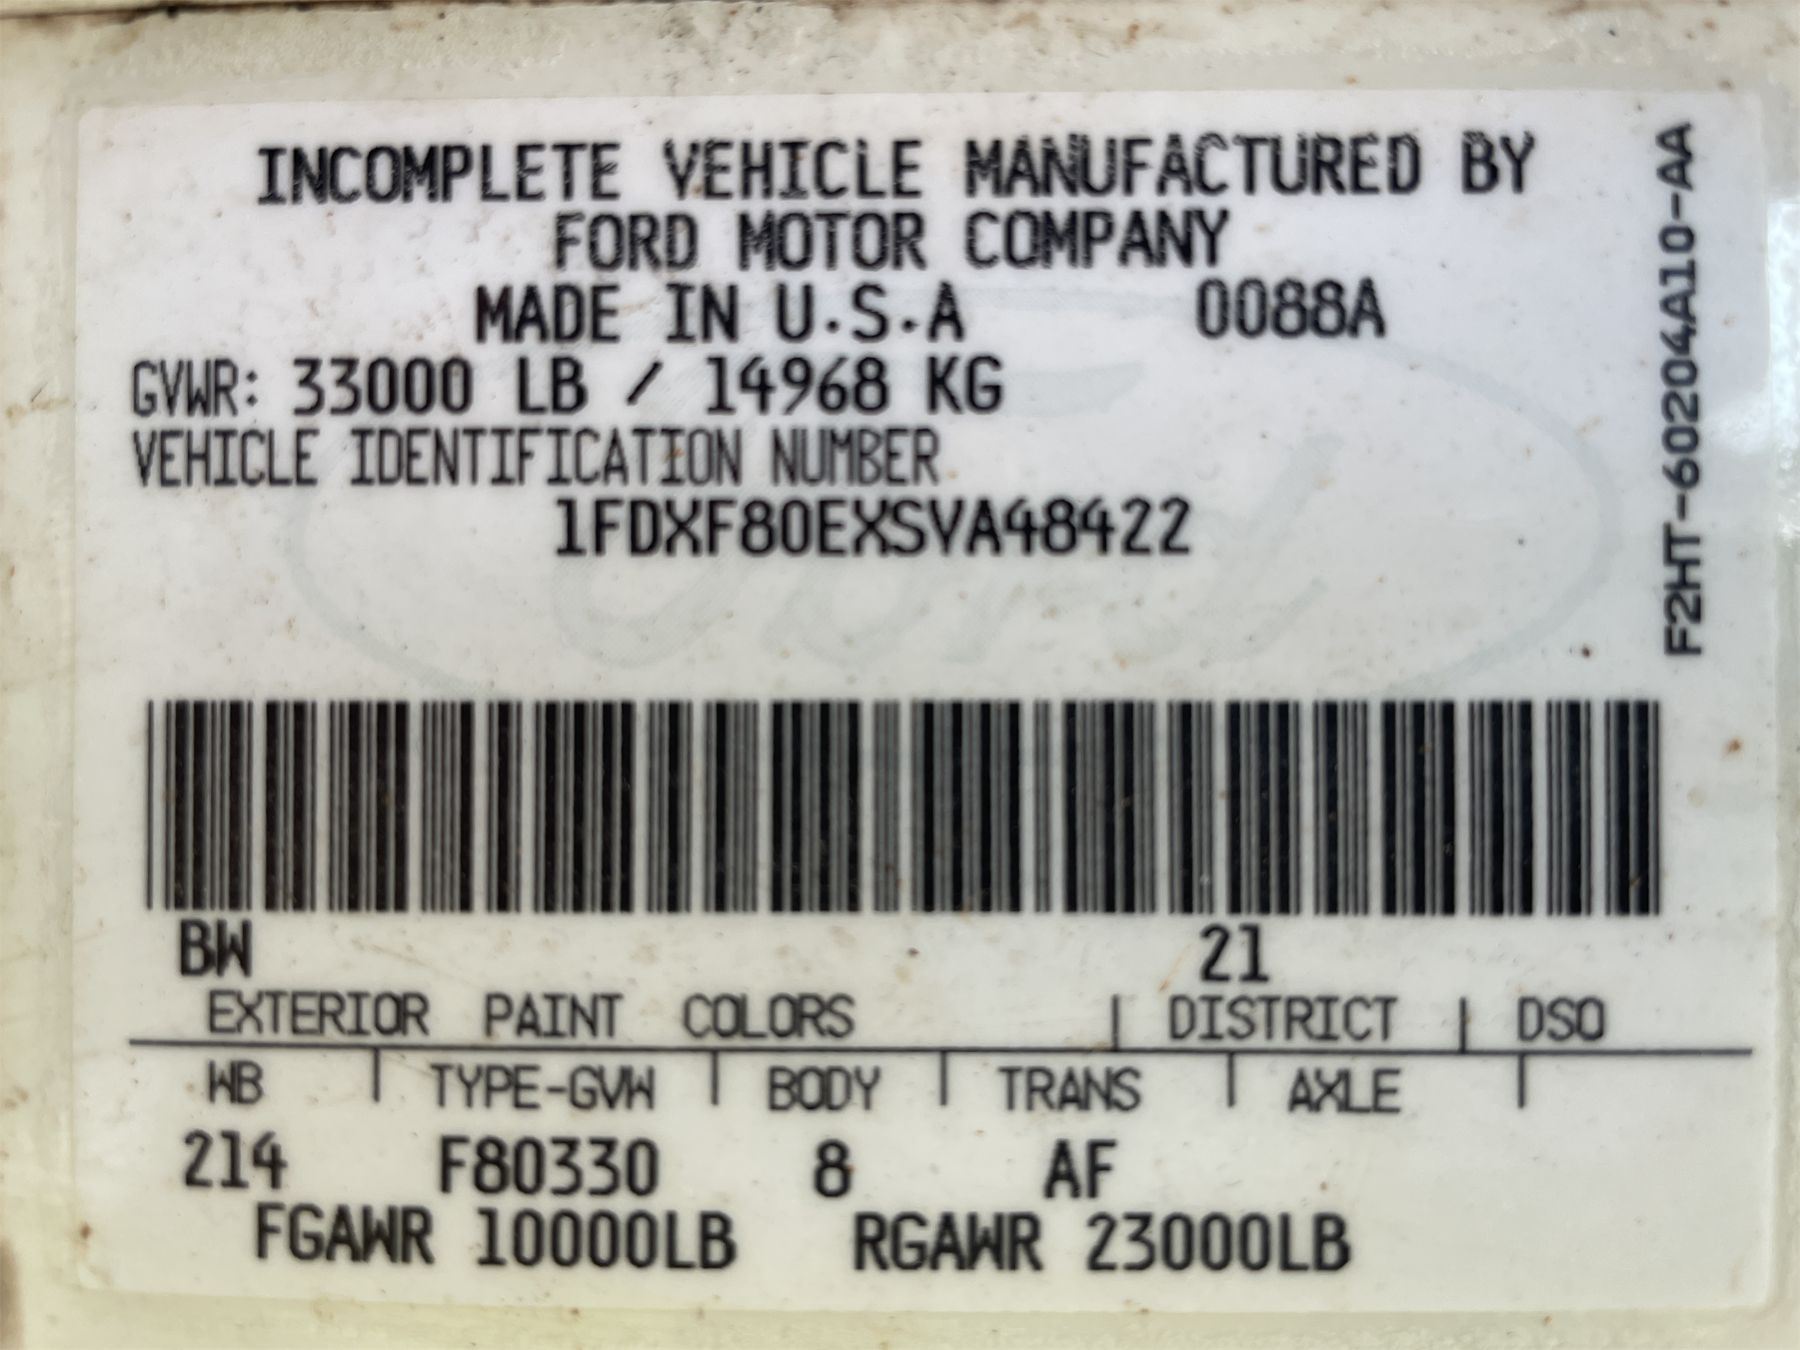 INCOMPLETE VEHICLE MANUFACTURED BY
FORD MOTOR COMPANY
MADE IN U.S.A 0088A
GVWR: 33000 LB / 14968 KG
VEHICLE IDENTIFICATION NUMBER
1FDXF80EXSVA48422
F2HT-60204A10-AA
BW 21
EXTERIOR PAINT COLORS | DISTRICT | DSO
WB | TYPE-GVW | BODY | TRANS | AXLE |
214 F80330 8 AF
FGAWR 10000LB RGAWR 23000LB
Ford